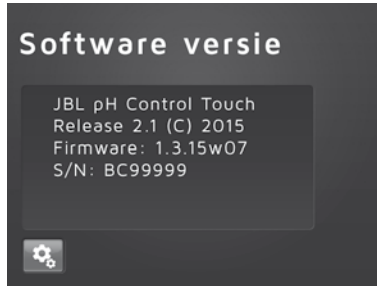 Software versie
JBL pH Control Touch
Release 2.1 (C) 2015
Firmware: 1.3.15w07
S/N: BC99999